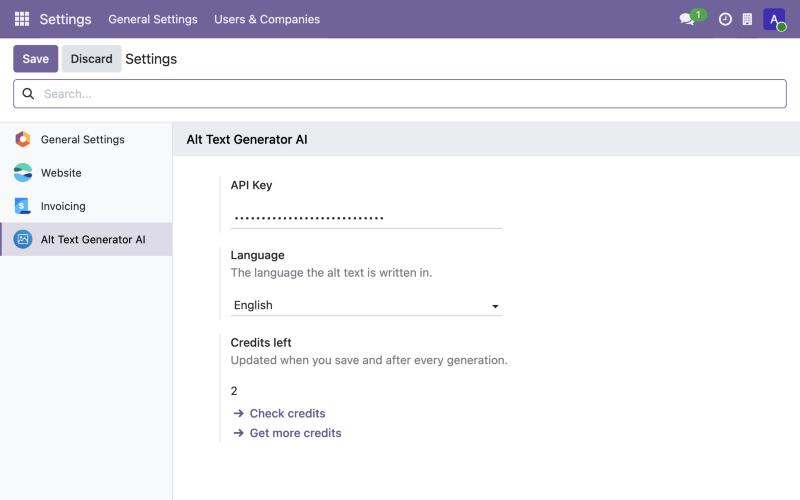 Settings General Settings Users & Companies 1 A
Save Discard Settings
Search...
General Settings
Website
Invoicing
Alt Text Generator AI
Alt Text Generator AI
API Key
••••••••••••••••••••••••••••
Language
The language the alt text is written in.
English
Credits left
Updated when you save and after every generation.
2
Check credits
Get more credits